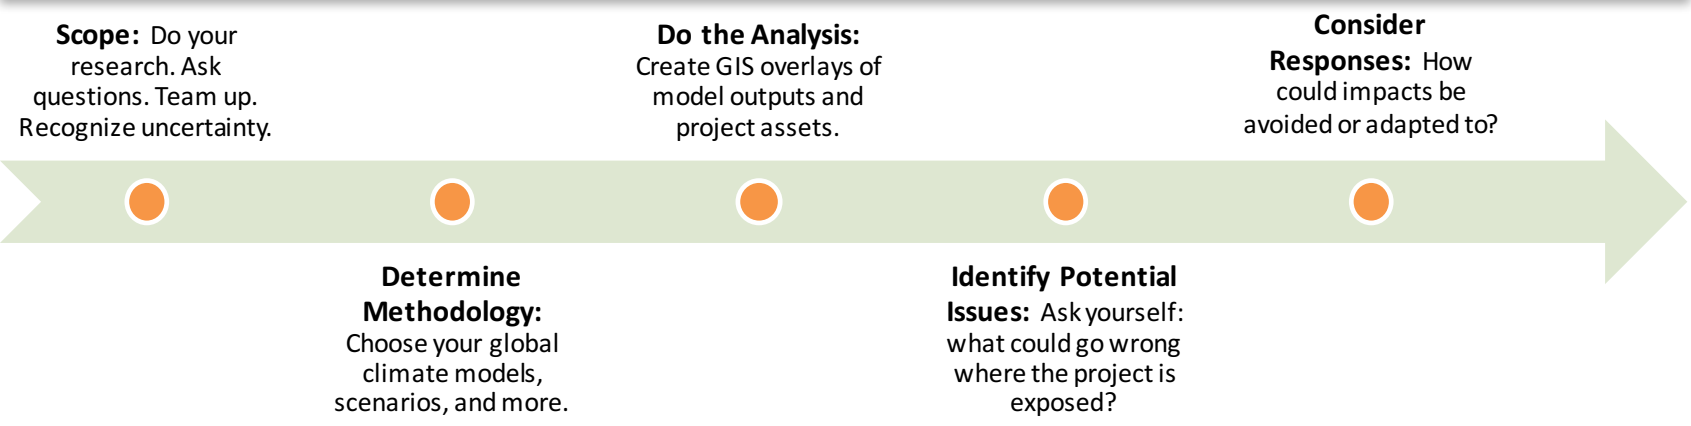 Scope: Do your
research. Ask
questions. Team up.
Recognize uncertainty.
Determine
Methodology:
Choose your global
climate models,
scenarios, and more.
Do the Analysis:
Create GIS overlays of
model outputs and
project assets.
Identify Potential
Issues: Ask yourself:
what could go wrong
where the project is
exposed?
Consider
Responses: How
could impacts be
avoided or adapted to?